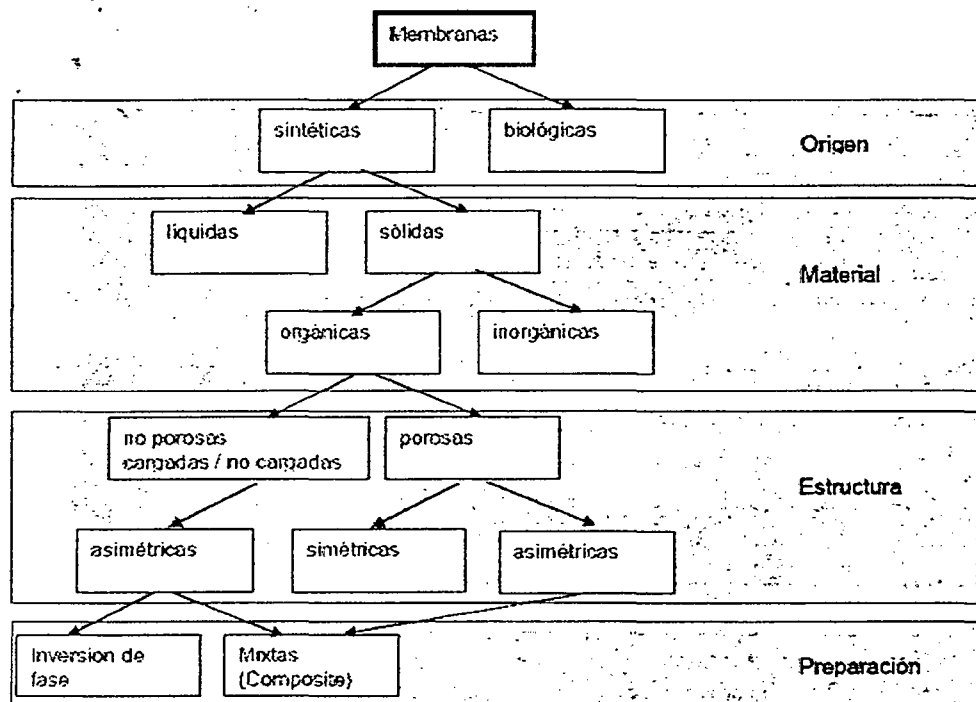 Membranas
sintéticas
biológicas
Origen
líquidas
sólidas
Material
orgánicas
inorgánicas
no porosas
cargadas / no cargadas
porosas
Estructura
asimétricas
simétricas
asimétricas
Inversion de
fase
Mixtas
(Composite)
Preparación